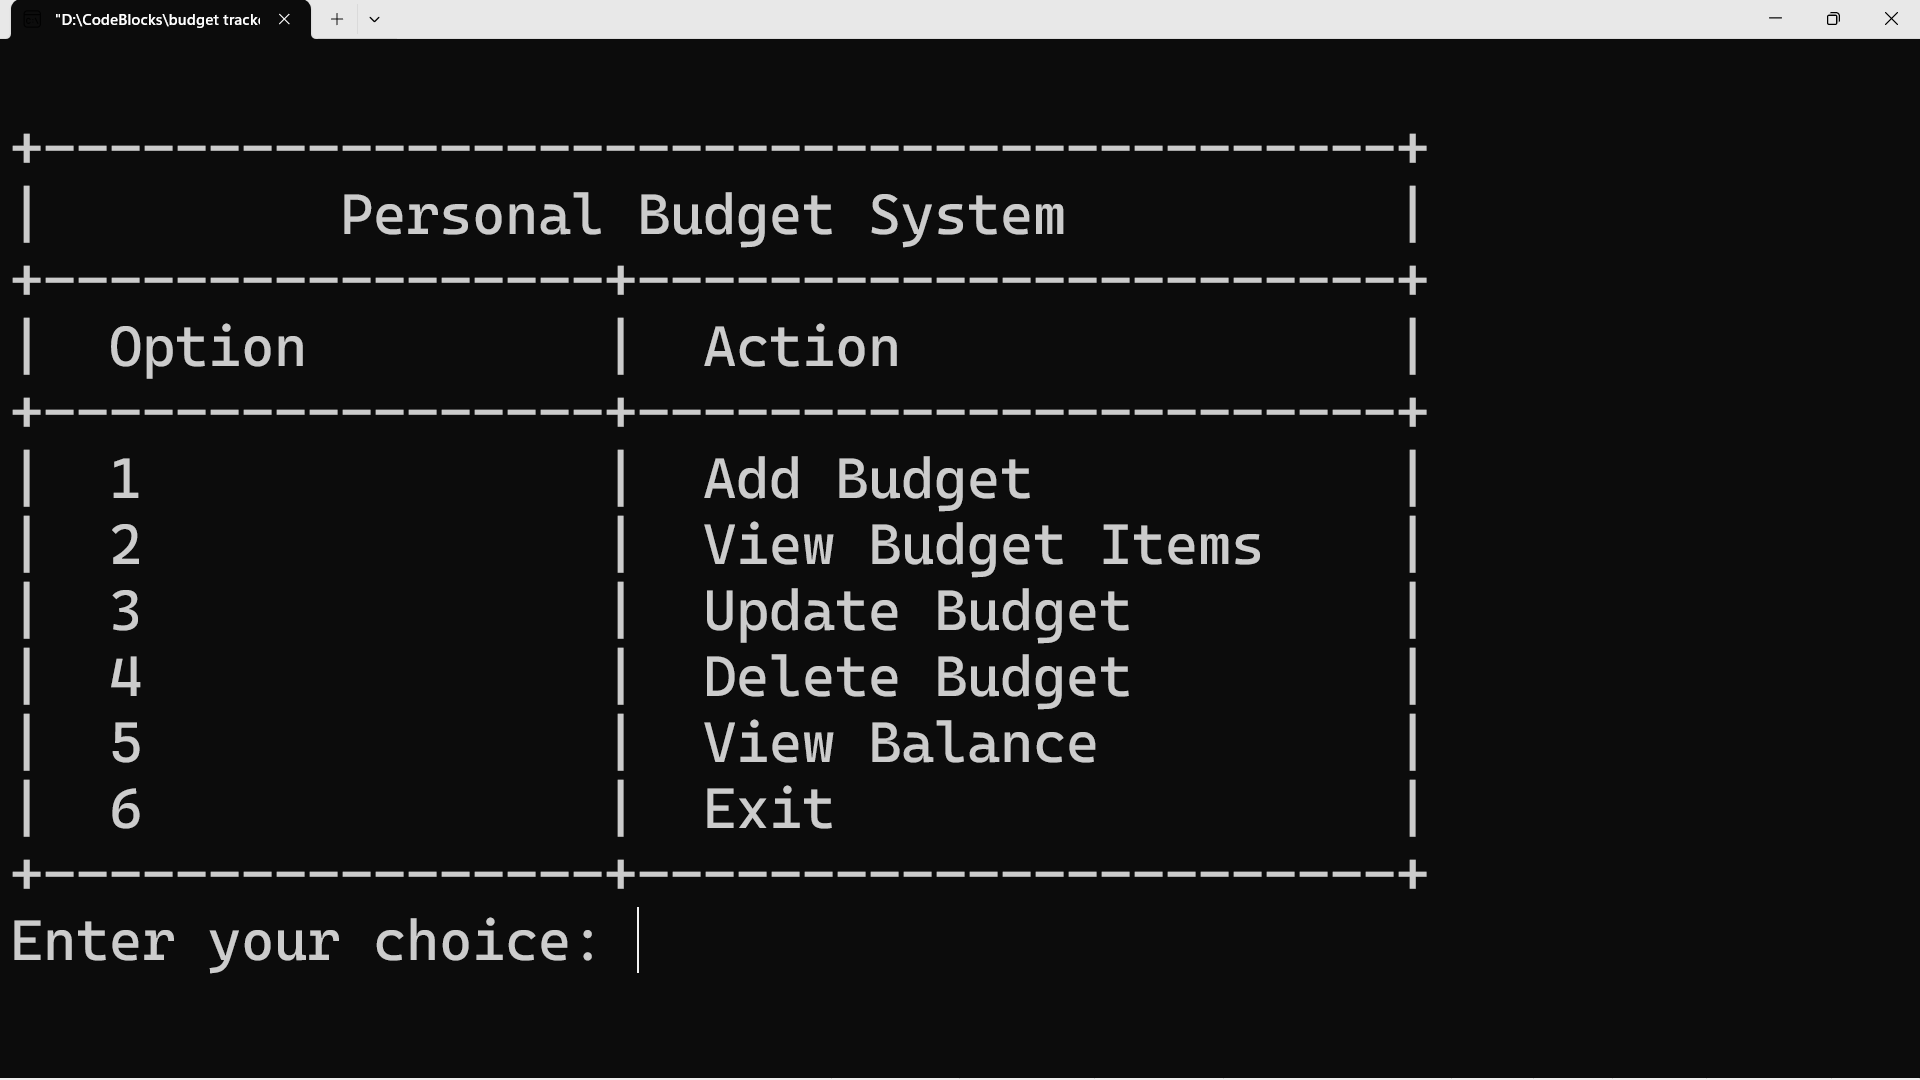 "D:\CodeBlocks\budget track
+------------------------------------------+
| Personal Budget System |
+-----------------+-----------------------+
| Option | Action |
+-----------------+-----------------------+
| 1 | Add Budget |
| 2 | View Budget Items |
| 3 | Update Budget |
| 4 | Delete Budget |
| 5 | View Balance |
| 6 | Exit |
+-----------------+-----------------------+
Enter your choice: